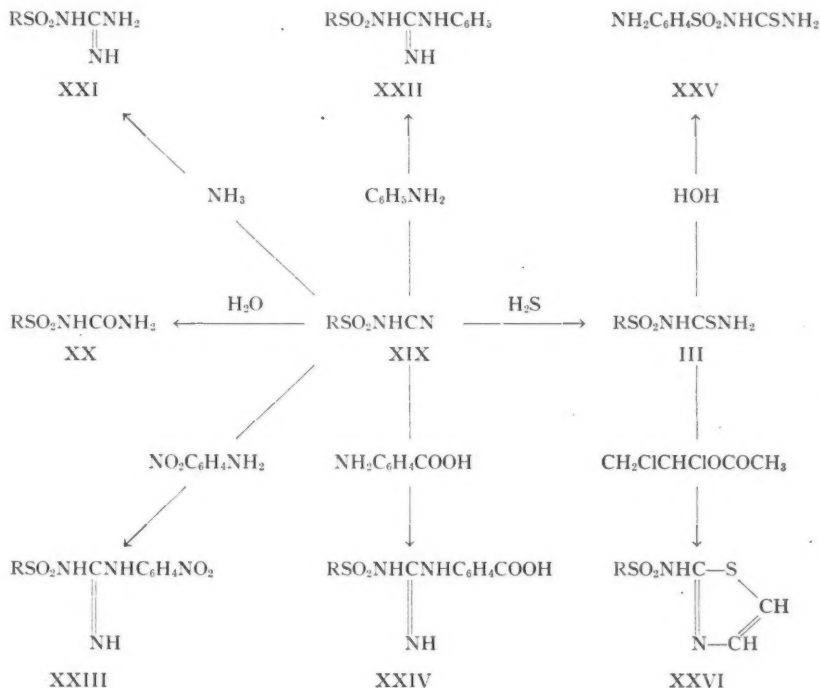 RSO₂NHCNH₂ RSO₂NHCNHC₆H₅ NH₂C₆H₄SO₂NHCSNH₂
NH NH
XXI XXII XXV
NH₃ C₆H₅NH₂ HOH
H₂O H₂S
RSO₂NHCONH₂ RSO₂NHCN RSO₂NHCSNH₂
XX XIX III
NO₂C₆H₄NH₂ NH₂C₆H₄COOH CH₂ClCHClOCOCH₃
RSO₂NHCNHC₆H₄NO₂ RSO₂NHCNHC₆H₄COOH RSO₂NHC—S
CH
NH NH N—CH
XXIII XXIV XXVI